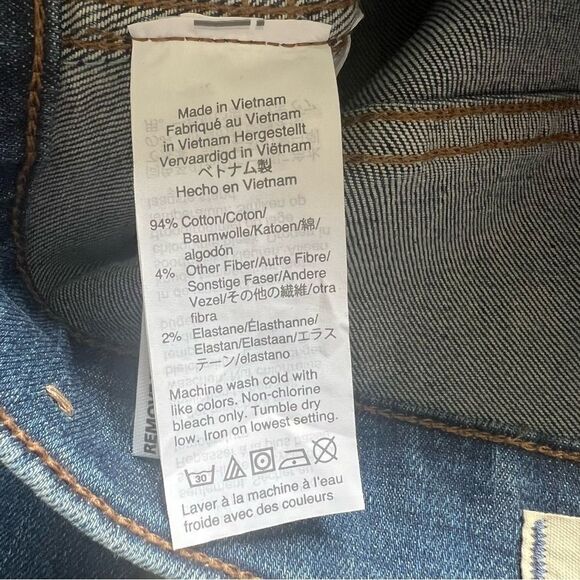 Made in Vietnam
Fabriqué au Vietnam
in Vietnam Hergestellt
Vervaardigd in Viëtnam
ベトナム製
Hecho en Vietnam
94% Cotton/Coton/
Baumwolle/Katoen/綿/
algodón
4% Other Fiber/Autre Fibre/
Sonstige Faser/Andere
Vezel/その他の繊維/otra
fibra
2% Elastane/Élasthanne/
Elastan/Elastaan/エラス
テーン/elastano
Machine wash cold with
like colors. Non-chlorine
bleach only. Tumble dry
low. Iron on lowest setting.
30
Laver à la machine à l'eau
froide avec des couleurs
REMOVE